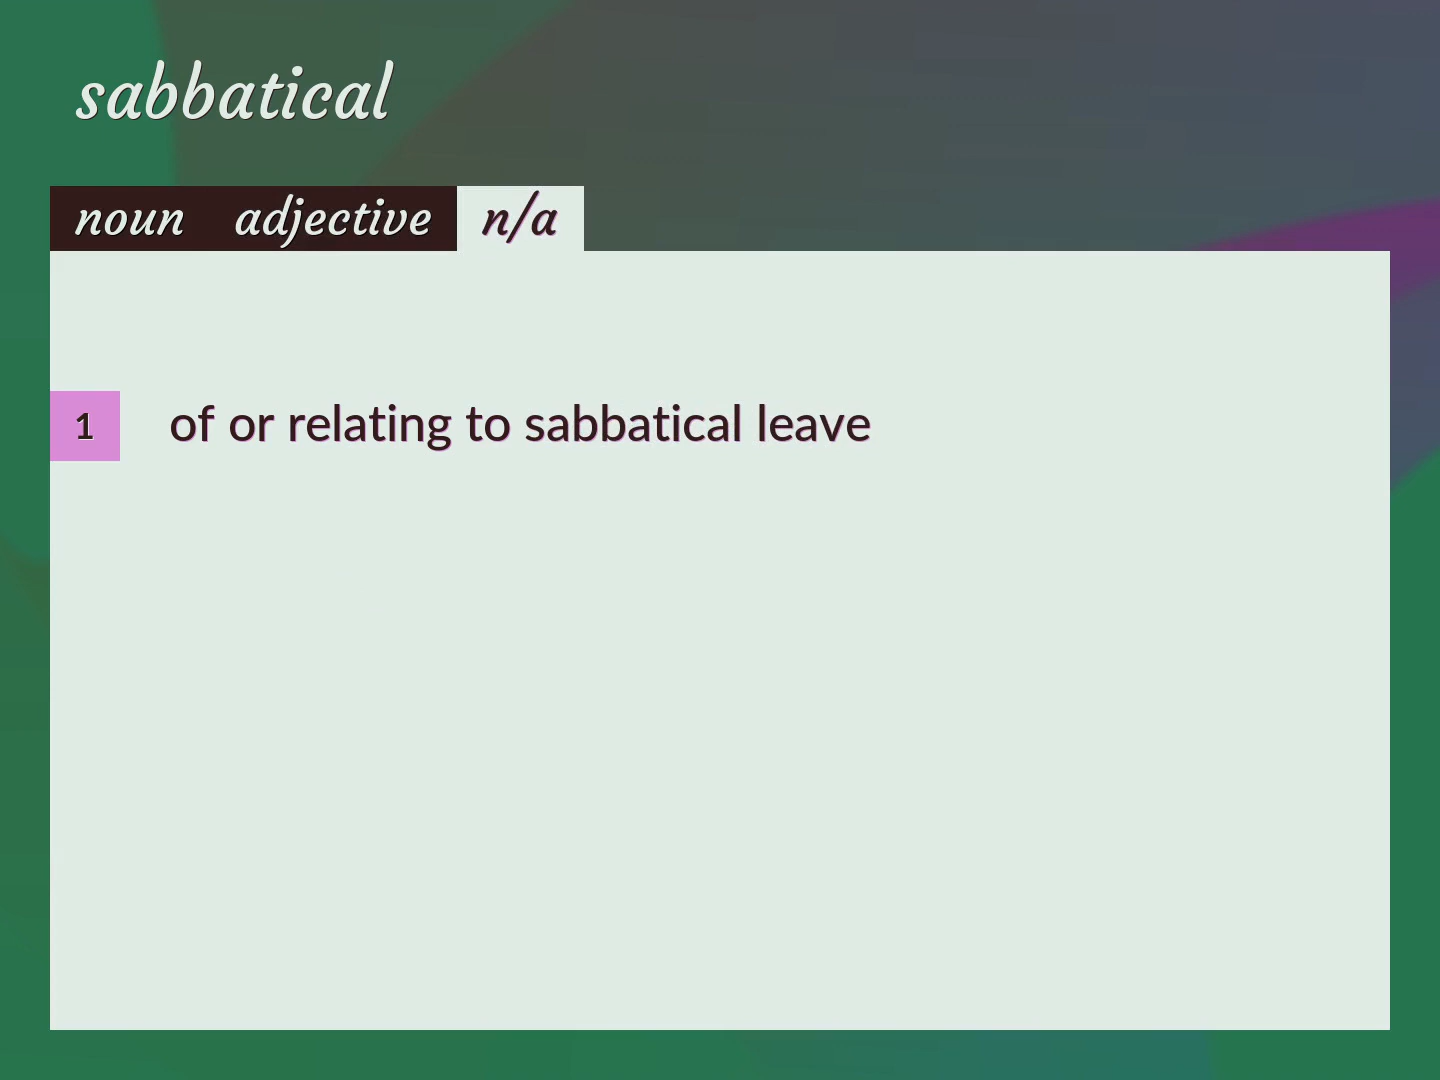 sabbatical
noun adjective n/a
1 of or relating to sabbatical leave